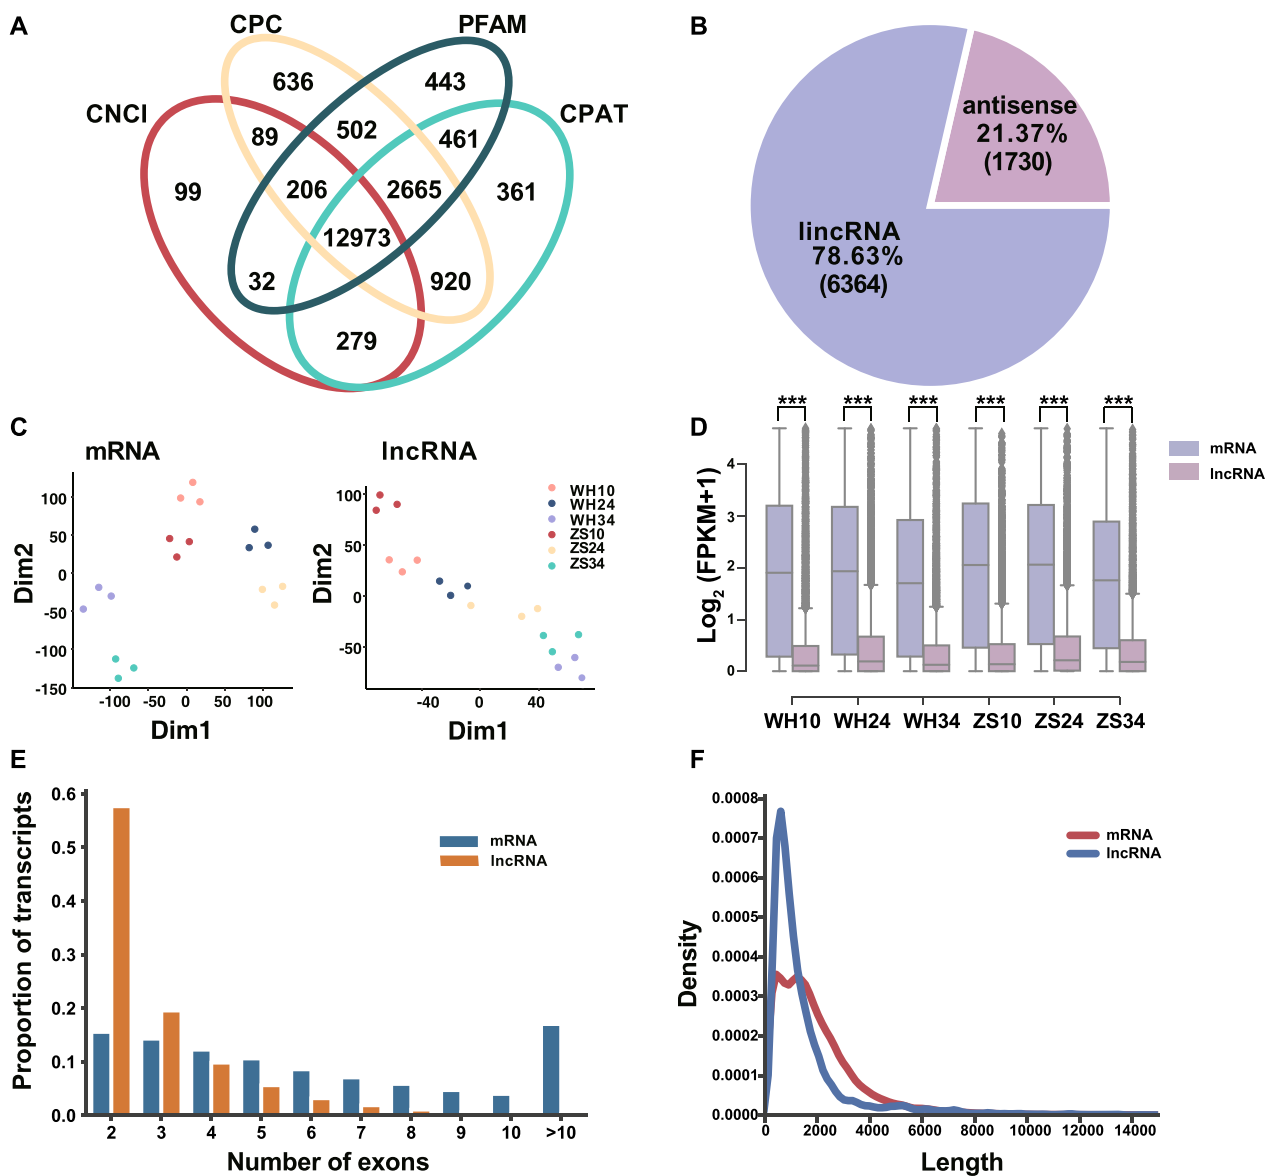 A
CPC
PFAM
CNCI
CPAT
636
443
89
502
461
99
206
2665
361
12973
32
920
279
B
antisense
21.37%
(1730)
lincRNA
78.63%
(6364)
C
mRNA
lncRNA
Dim2
100
50
0
-50
-100
-150
-100
-50
0
50
100
Dim1
Dim2
100
50
0
-50
-40
0
40
Dim1
WH10
WH24
WH34
ZS10
ZS24
ZS34
D
*** *** *** *** *** ***
mRNA
lncRNA
Log2 (FPKM+1)
4
3
2
1
0
WH10 WH24 WH34 ZS10 ZS24 ZS34
E
Proportion of transcripts
0.6
0.5
0.4
0.3
0.2
0.1
0.0
mRNA
lncRNA
2 3 4 5 6 7 8 9 10 >10
Number of exons
F
Density
0.0008
0.0007
0.0006
0.0005
0.0004
0.0003
0.0002
0.0001
0.0000
mRNA
lncRNA
0 2000 4000 6000 8000 10000 12000 14000
Length